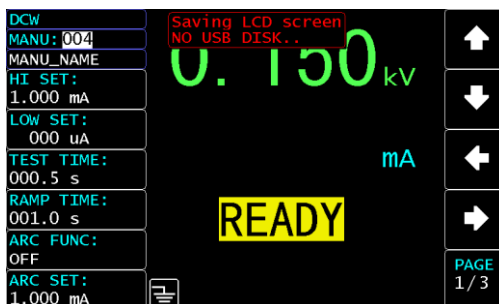 DCW
MANU: 004
MANU_NAME
HI SET:
1.000 mA
LOW SET:
000 uA
TEST TIME:
000.5 s
RAMP TIME:
001.0 s
ARC FUNC:
OFF
ARC SET:
1.000 mA
Saving LCD screen
NO USB DISK..
0.150 kV
mA
READY
PAGE
1/3